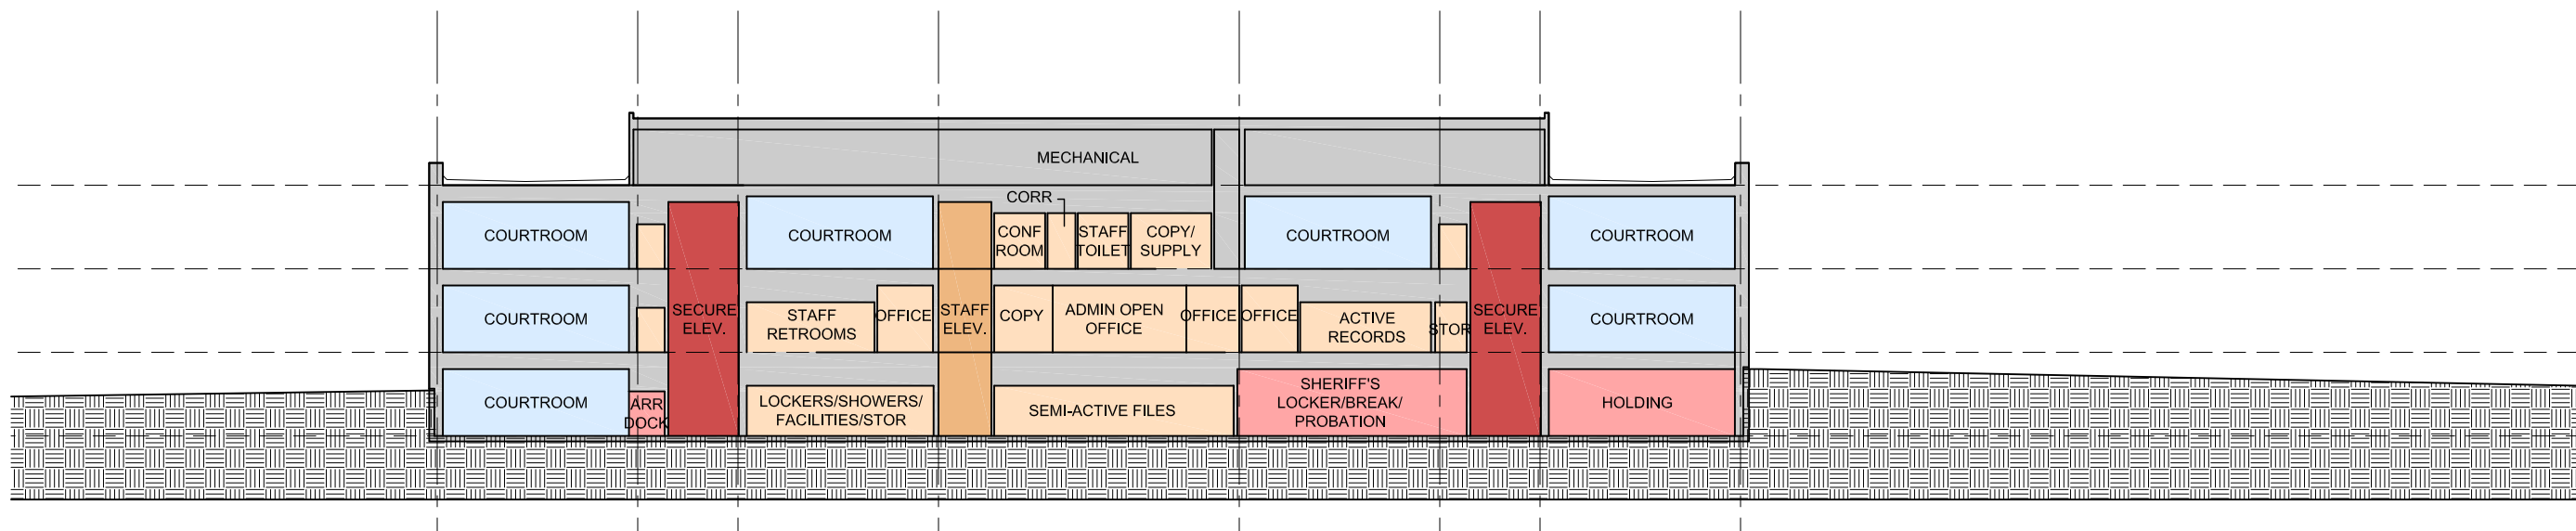 MECHANICAL
CORR
COURTROOM
COURTROOM
CONF
ROOM
STAFF
TOILET
COPY/
SUPPLY
COURTROOM
COURTROOM
COURTROOM
SECURE
ELEV.
STAFF
RETROOMS
OFFICE
STAFF
ELEV.
COPY
ADMIN OPEN
OFFICE
OFFICE
OFFICE
ACTIVE
RECORDS
STOR
SECURE
ELEV.
COURTROOM
COURTROOM
ARR
DOCK
LOCKERS/SHOWERS/
FACILITIES/STOR
SEMI-ACTIVE FILES
SHERIFF'S
LOCKER/BREAK/
PROBATION
HOLDING